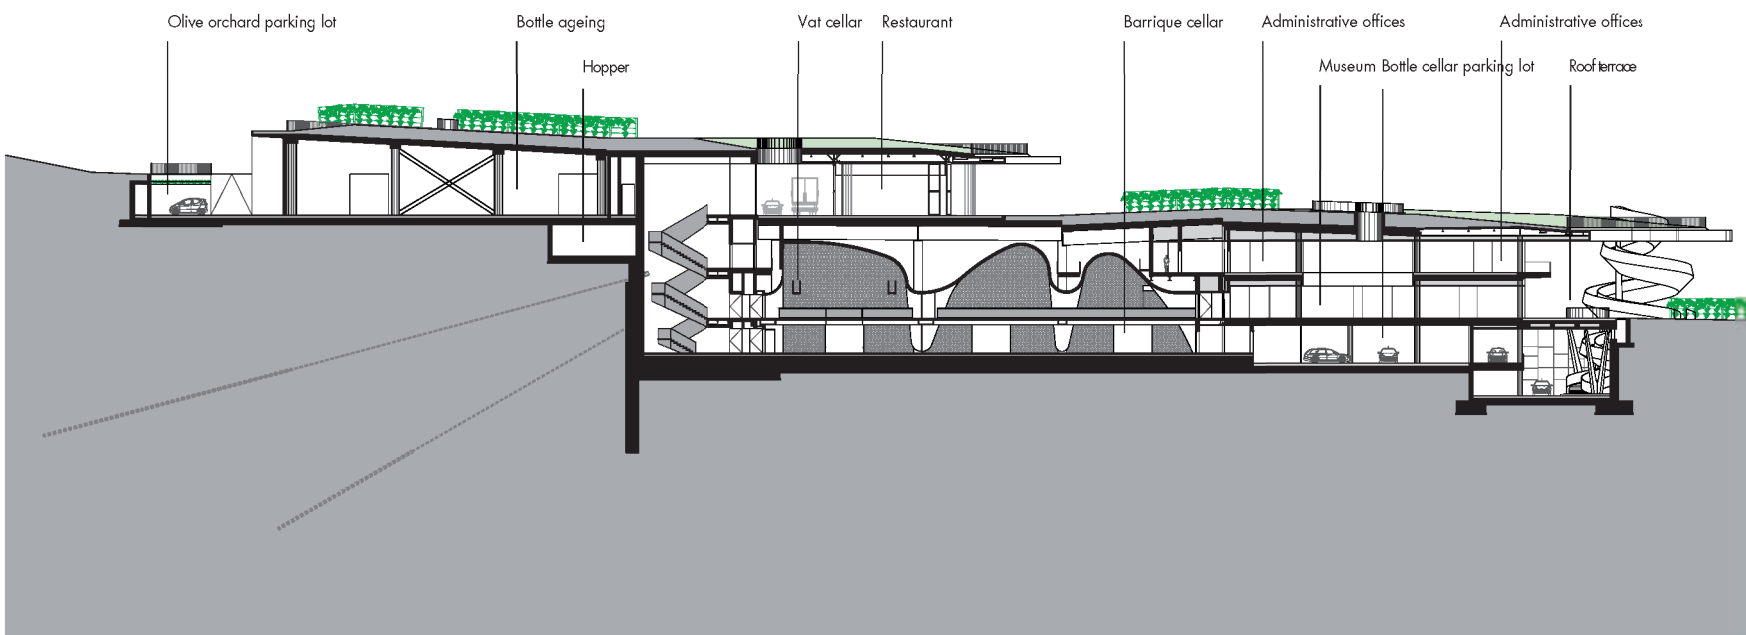 Olive orchard parking lot
Bottle ageing
Vat cellar
Restaurant
Barrique cellar
Administrative offices
Administrative offices
Hopper
Museum
Bottle cellar parking lot
Roof terrace